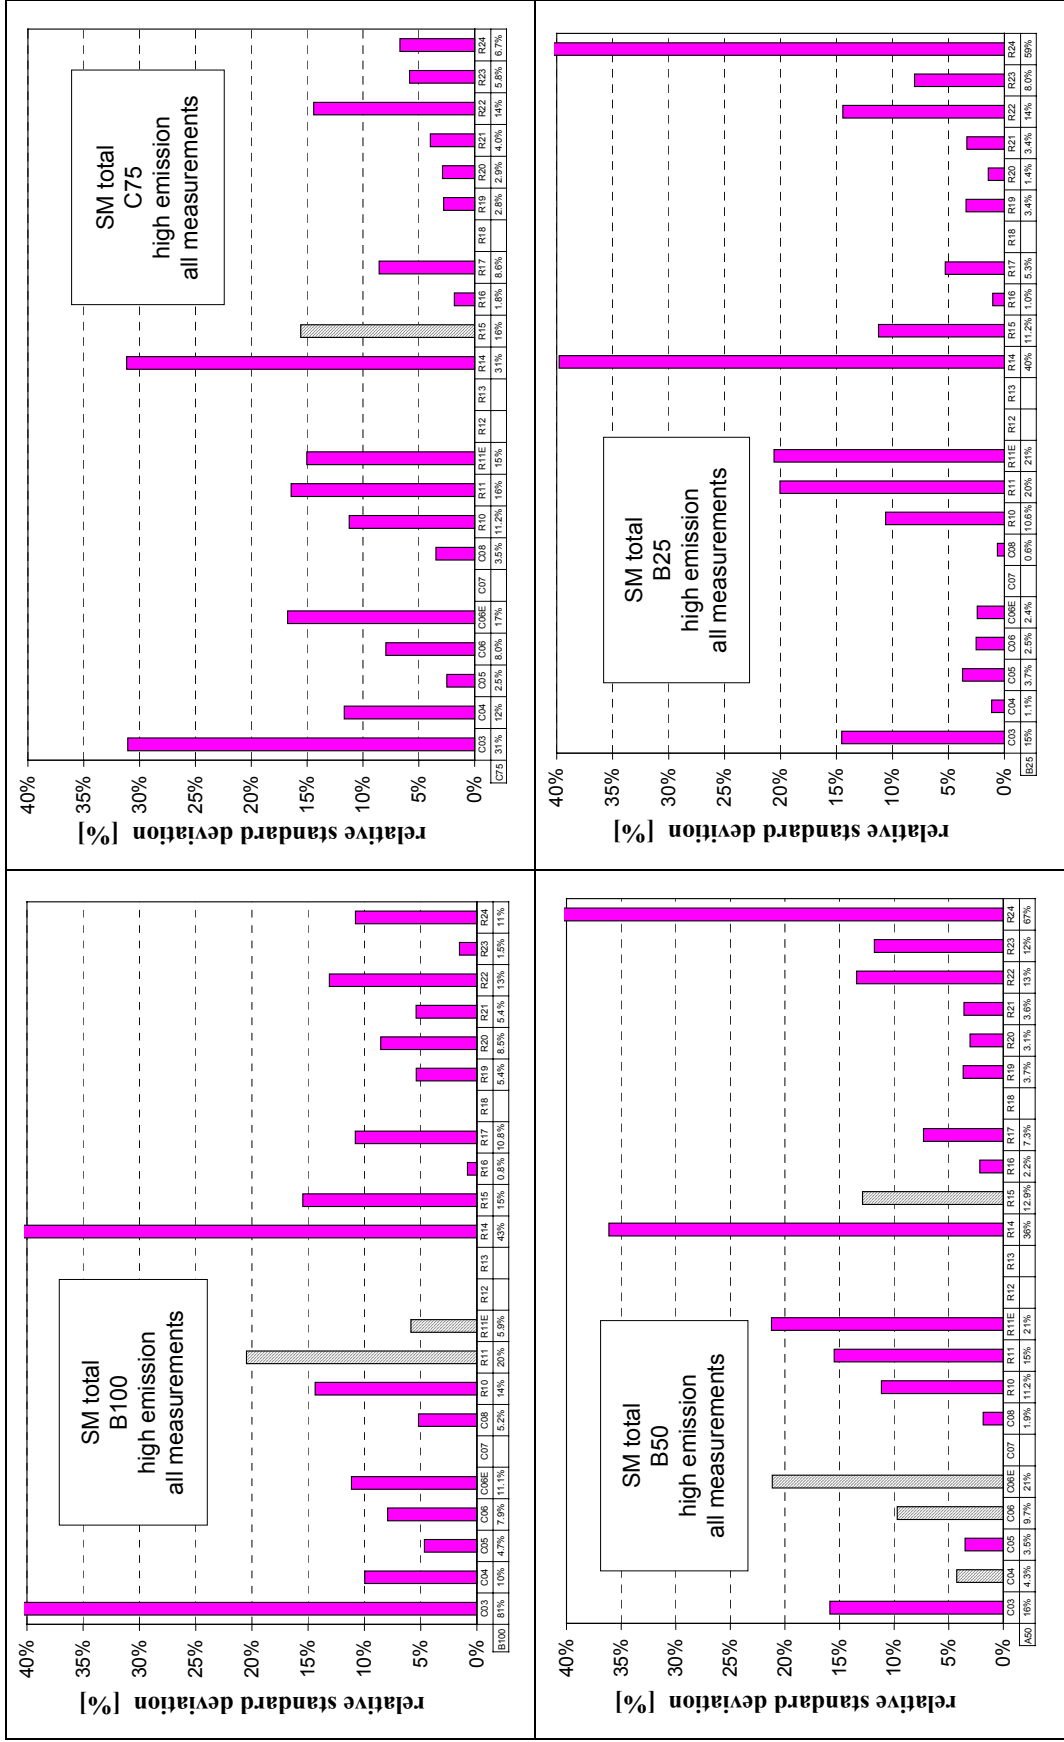 relative standard deviation [%]
40%
35%
30%
25%
20%
15%
10%
5%
0%
SM total
B100
high emission
all measurements
C03 C04 C05 C06 C06E C07 C08 R10 R11 R11E R12 R13 R14 R15 R16 R17 R18 R19 R20 R21 R22 R23 R24
B100 81% 10% 4.7% 7.9% 11.1% 5.2% 14% 20% 5.9% 43% 15% 0.8% 10.8% 5.4% 8.5% 5.4% 13% 1.5% 11%
relative standard deviation [%]
40%
35%
30%
25%
20%
15%
10%
5%
0%
SM total
C75
high emission
all measurements
C03 C04 C05 C06 C06E C07 C08 R10 R11 R11E R12 R13 R14 R15 R16 R17 R18 R19 R20 R21 R22 R23 R24
C75 31% 12% 2.5% 8.0% 17% 3.5% 11.2% 16% 15% 31% 16% 1.8% 8.6% 2.8% 2.9% 4.0% 14% 5.8% 6.7%
relative standard deviation [%]
40%
35%
30%
25%
20%
15%
10%
5%
0%
SM total
B50
high emission
all measurements
C03 C04 C05 C06 C06E C07 C08 R10 R11 R11E R12 R13 R14 R15 R16 R17 R18 R19 R20 R21 R22 R23 R24
A50 16% 4.3% 3.5% 9.7% 21% 1.9% 11.2% 15% 21% 36% 12.9% 2.2% 7.3% 3.7% 3.1% 3.6% 13% 12% 67%
relative standard devition [%]
40%
35%
30%
25%
20%
15%
10%
5%
0%
SM total
B25
high emission
all measurements
C03 C04 C05 C06 C06E C07 C08 R10 R11 R11E R12 R13 R14 R15 R16 R17 R18 R19 R20 R21 R22 R23 R24
B25 15% 1.1% 3.7% 2.5% 2.4% 0.6% 10.6% 20% 21% 40% 11.2% 1.0% 5.3% 3.4% 1.4% 3.4% 14% 8.0% 59%